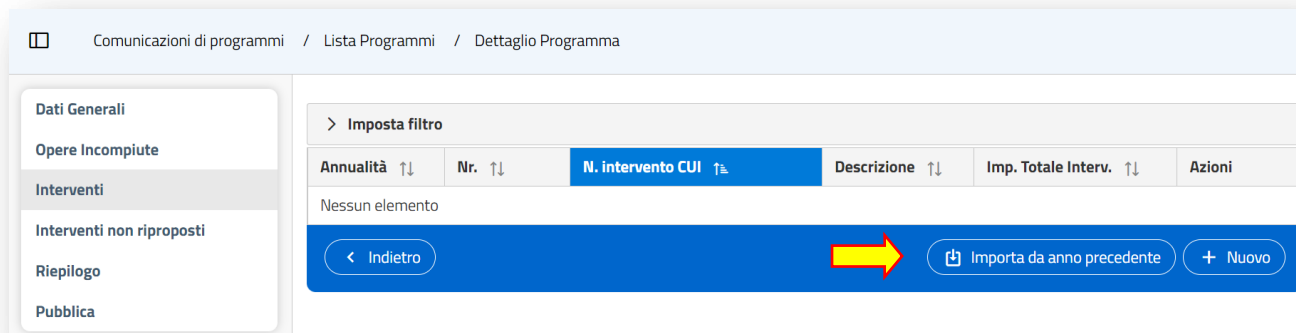 Comunicazioni di programmi / Lista Programmi / Dettaglio Programma
Dati Generali
Opere Incompiute
Interventi
Interventi non riproposti
Riepilogo
Pubblica
Imposta filtro
Annualità Nr. N. intervento CUI Descrizione Imp. Totale Interv. Azioni
Nessun elemento
Indietro Importa da anno precedente + Nuovo